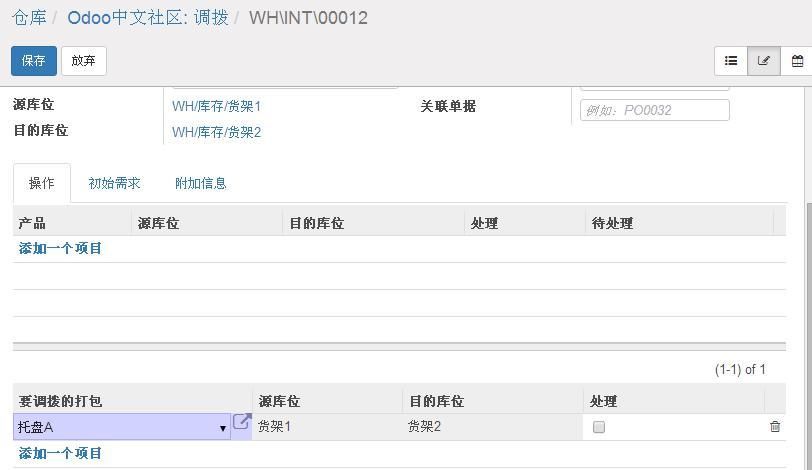 仓库 / Odoo中文社区: 调拨 / WH\INT\00012
保存 放弃
源库位 WH/库存/货架1 关联单据 例如: PO0032
目的库位 WH/库存/货架2
操作 初始需求 附加信息
产品 源库位 目的库位 处理 待处理
添加一个项目
(1-1) of 1
要调拨的打包 源库位 目的库位 处理
托盘A 货架1 货架2
添加一个项目